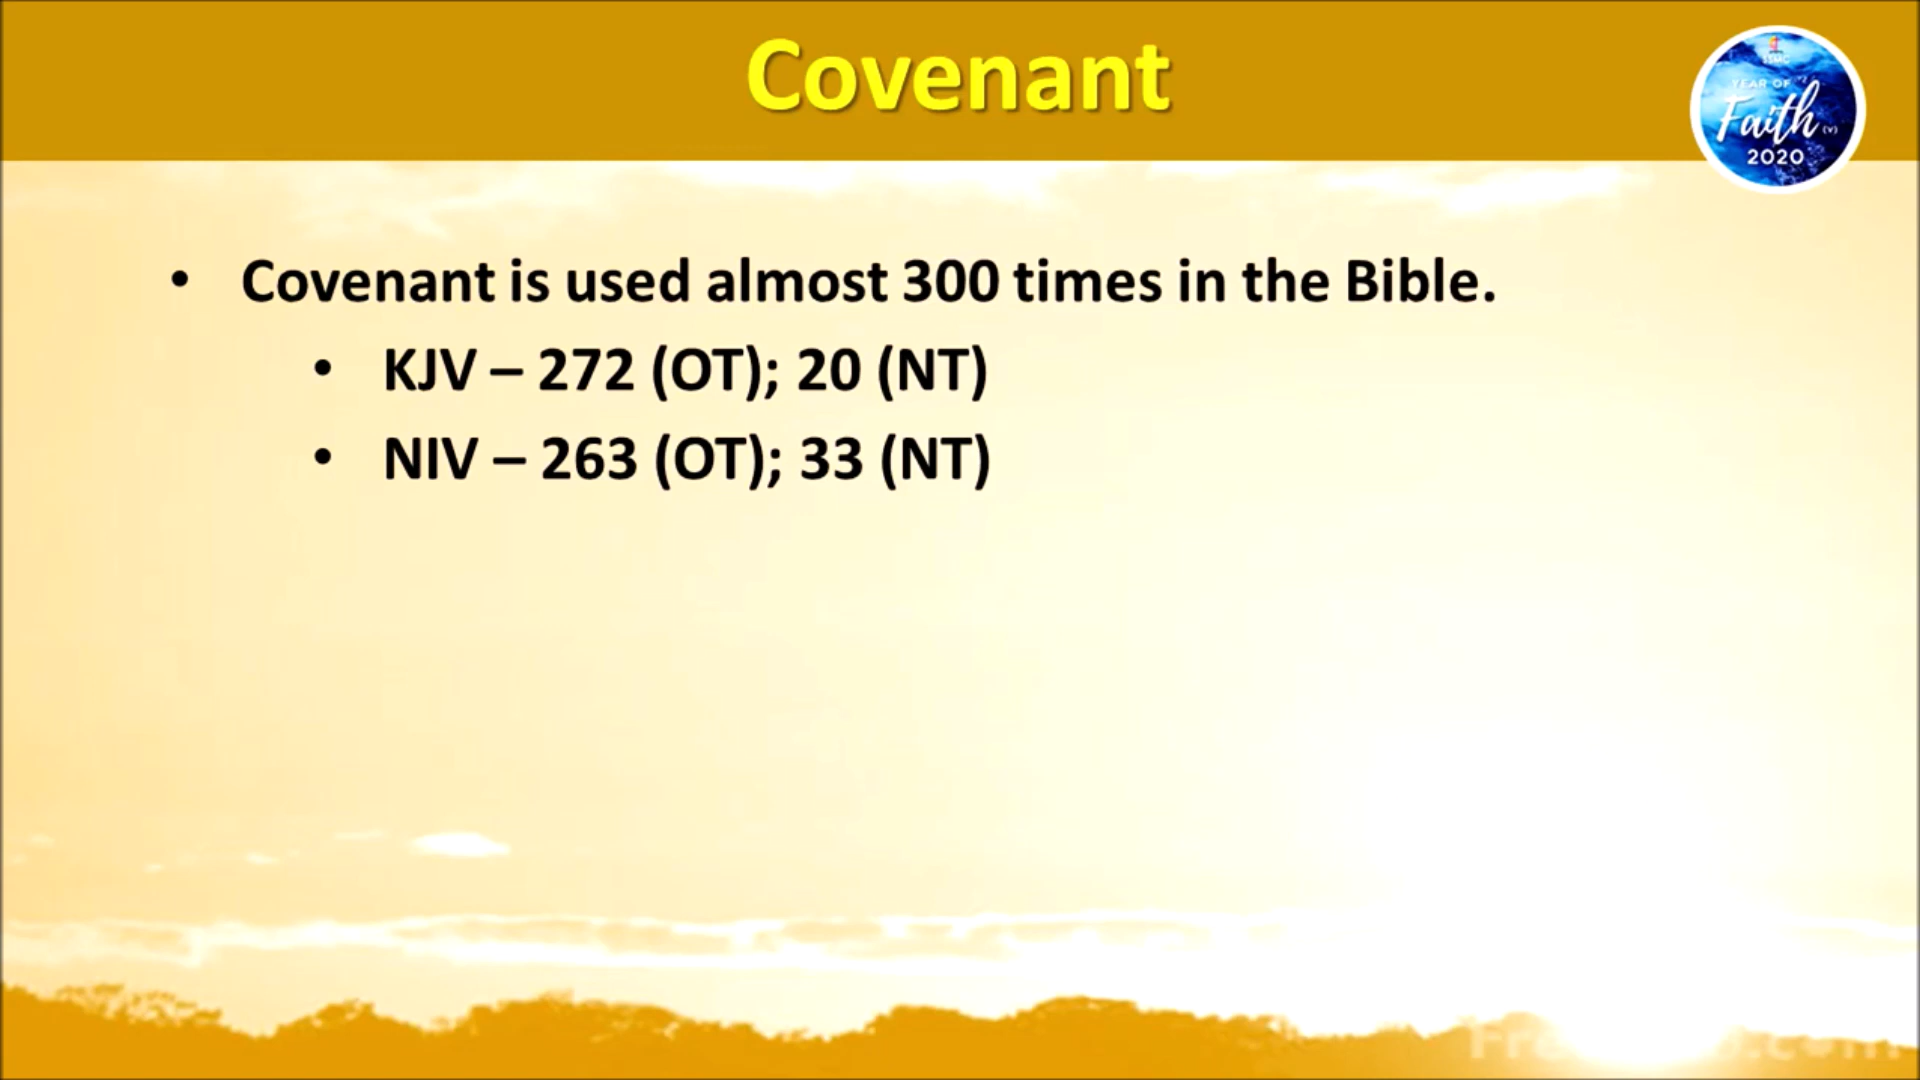 Covenant
SSMC
YEAR OF
Faith (v)
2020
• Covenant is used almost 300 times in the Bible.
• KJV – 272 (OT); 20 (NT)
• NIV – 263 (OT); 33 (NT)